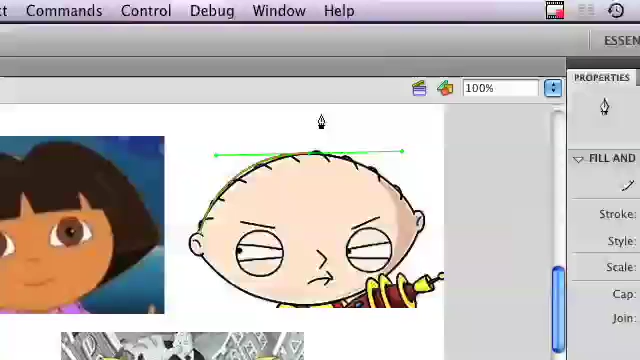 Commands Control Debug Window Help
ESSEN
100%
PROPERTIES
FILL AND
Stroke:
Style:
Scale:
Cap:
Join: